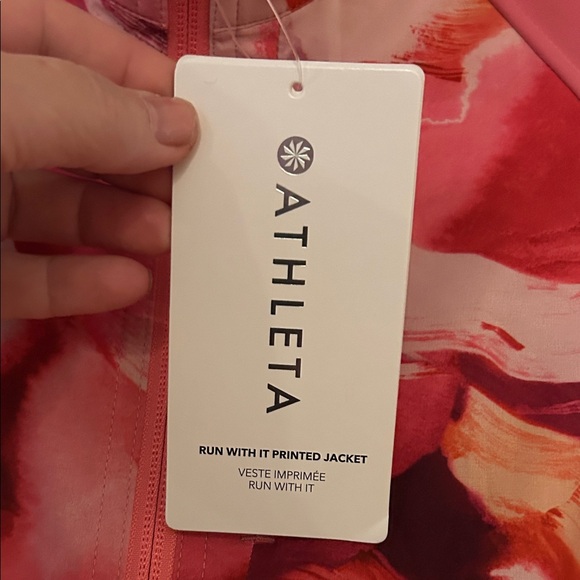 ATHLETA
RUN WITH IT PRINTED JACKET
VESTE IMPRIMÉE
RUN WITH IT